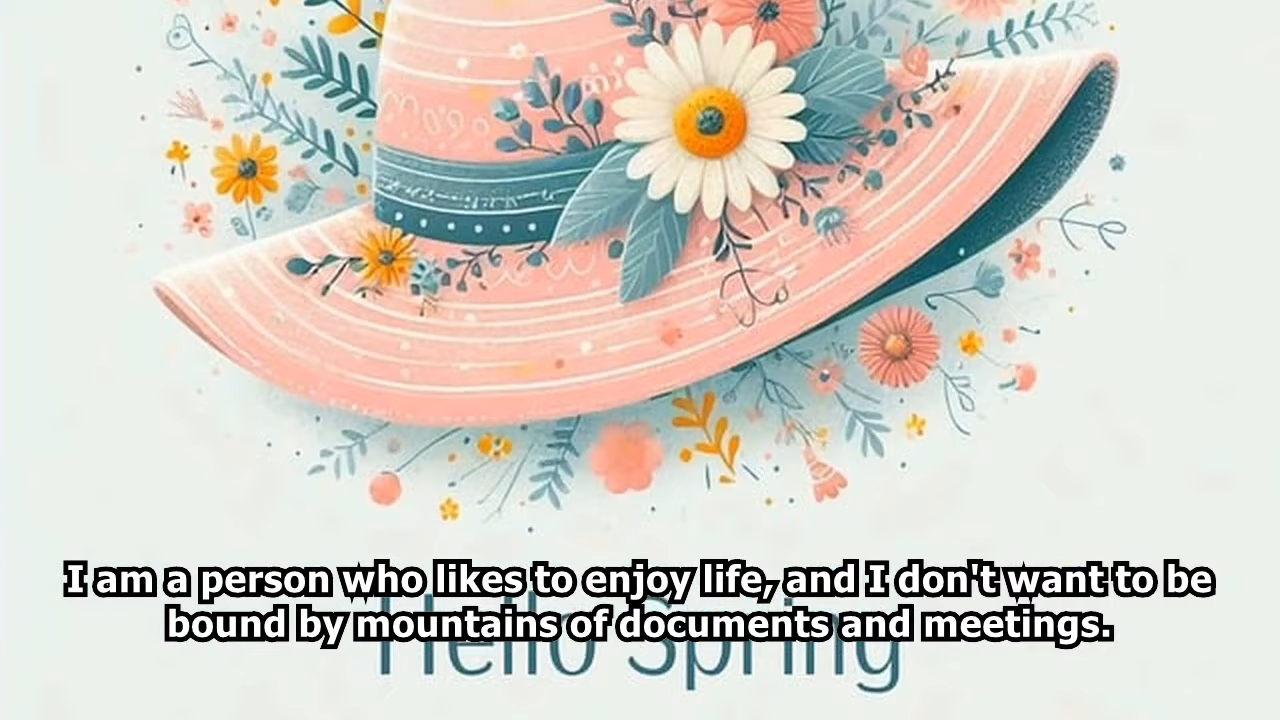 I am a person who likes to enjoy life, and I don't want to be
bound by mountains of documents and meetings.
Hello Spring